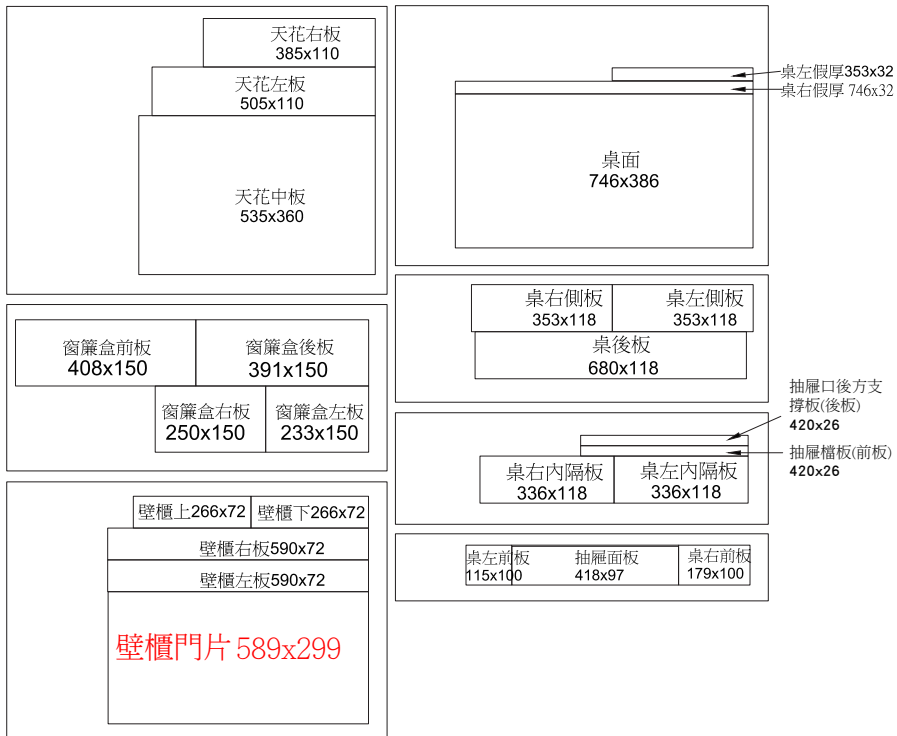 天花右板
385x110
天花左板
505x110
天花中板
535x360
窗簾盒前板
408x150
窗簾盒後板
391x150
窗簾盒右板
250x150
窗簾盒左板
233x150
壁櫃上266x72
壁櫃下266x72
壁櫃右板590x72
壁櫃左板590x72
壁櫃門片589x299
桌左假厚353x32
桌右假厚 746x32
桌面
746x386
桌右側板
353x118
桌左側板
353x118
桌後板
680x118
抽屜口後方支
撐板(後板)
420x26
抽屜檔板(前板)
420x26
桌右內隔板
336x118
桌左內隔板
336x118
桌左前板
115x100
抽屜面板
418x97
桌右前板
179x100